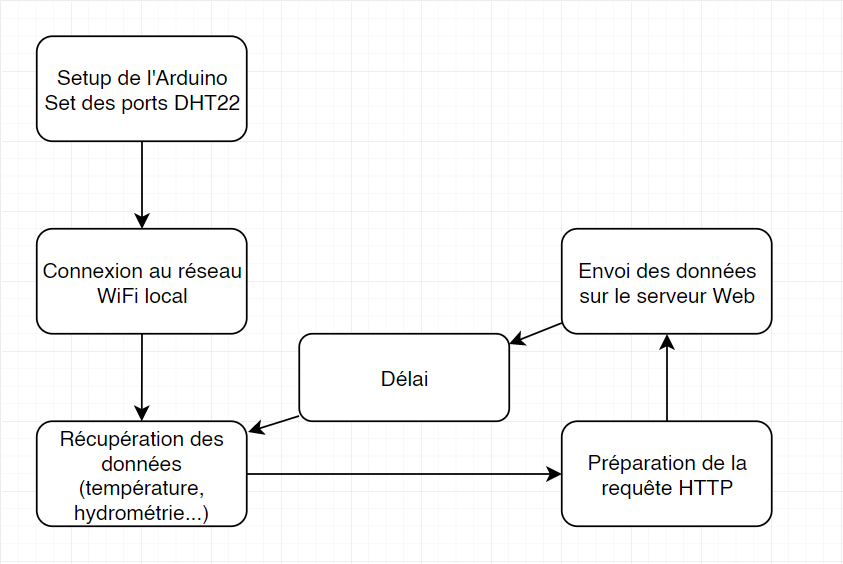 Setup de l'Arduino
Set des ports DHT22
Connexion au réseau
WiFi local
Récupération des
données
(température,
hydrométrie...)
Préparation de la
requête HTTP
Envoi des données
sur le serveur Web
Délai